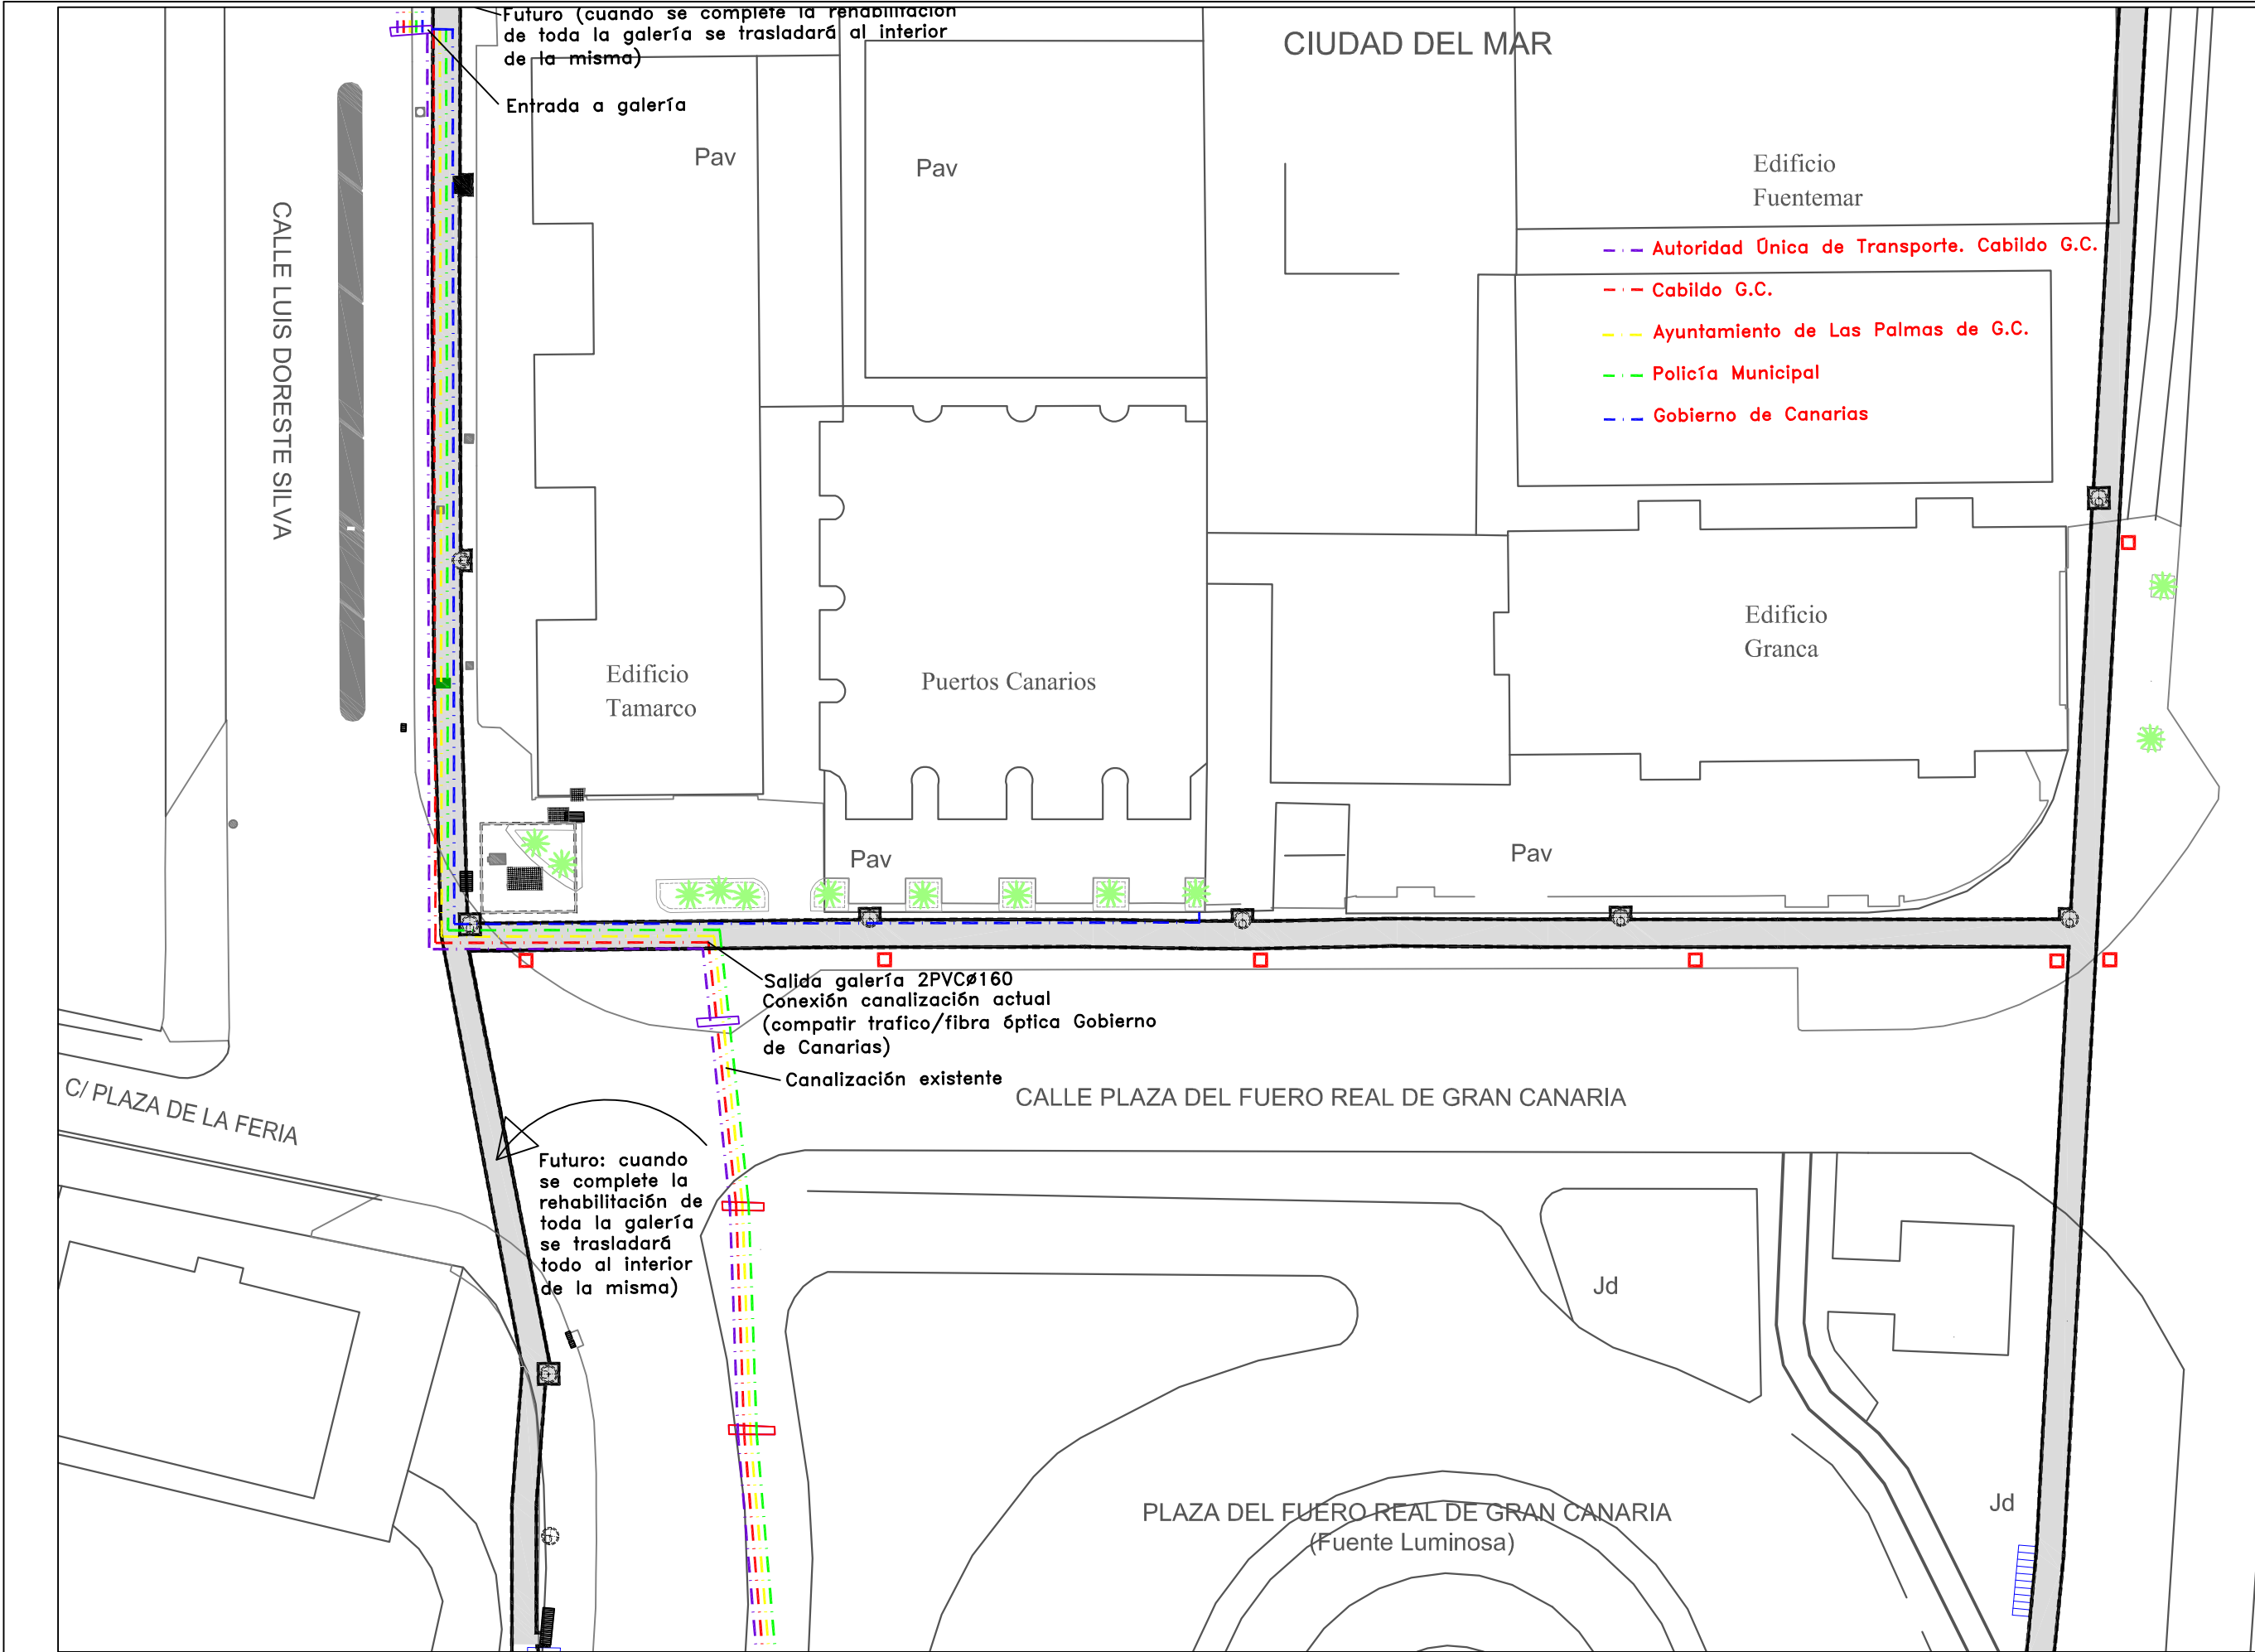 Futuro (cuando se complete la rehabilitación
de toda la galería se trasladará al interior
de la misma)
Entrada a galería
CIUDAD DEL MAR
Pav
Pav
Edificio
Fuentemar
CALLE LUIS DORESTE SILVA
Autoridad Única de Transporte. Cabildo G.C.
Cabildo G.C.
Ayuntamiento de Las Palmas de G.C.
Policía Municipal
Gobierno de Canarias
Edificio
Tamarco
Puertos Canarios
Edificio
Granca
Pav
Pav
Salida galería 2PVCø160
Conexión canalización actual
(compatir trafico/fibra óptica Gobierno
de Canarias)
Canalización existente
CALLE PLAZA DEL FUERO REAL DE GRAN CANARIA
C/ PLAZA DE LA FERIA
Futuro: cuando
se complete la
rehabilitación de
toda la galería
se trasladará
todo al interior
de la misma)
Jd
Jd
PLAZA DEL FUERO REAL DE GRAN CANARIA
(Fuente Luminosa)